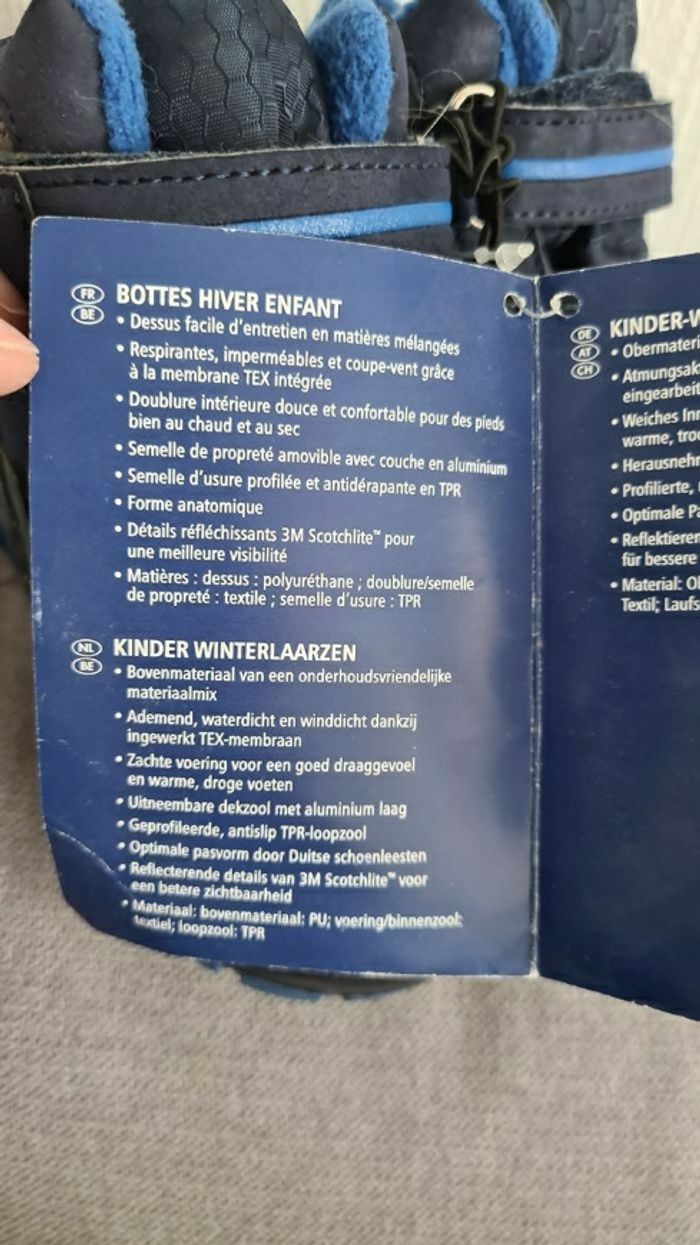 FR
BE
BOTTES HIVER ENFANT
• Dessus facile d'entretien en matières mélangées
• Respirantes, imperméables et coupe-vent grâce
à la membrane TEX intégrée
• Doublure intérieure douce et confortable pour des pieds
bien au chaud et au sec
• Semelle de propreté amovible avec couche en aluminium
• Semelle d'usure profilée et antidérapante en TPR
• Forme anatomique
• Détails réfléchissants 3M Scotchlite™ pour
une meilleure visibilité
• Matières : dessus : polyuréthane ; doublure/semelle
de propreté : textile ; semelle d'usure : TPR
NL
BE
KINDER WINTERLAARZEN
• Bovenmateriaal van een onderhoudsvriendelijke
materiaalmix
• Ademend, waterdicht en winddicht dankzij
ingewerkt TEX-membraan
• Zachte voering voor een goed draaggevoel
en warme, droge voeten
• Uitneembare dekzool met aluminium laag
• Geprofileerde, antislip TPR-loopzool
• Optimale pasvorm door Duitse schoenleesten
• Reflecterende details van 3M Scotchlite™ voor
een betere zichtbaarheid
• Materiaal: bovenmateriaal: PU; voering/binnenzool:
textiel; loopzool: TPR
DE
AT
CH
KINDER-W
• Obermateri
• Atmungsak
eingearbeit
• Weiches In
warme, tro
• Herausnehm
• Profilierte,
• Optimale Pa
• Reflektieren
für bessere
• Material: O
Textil; Laufs